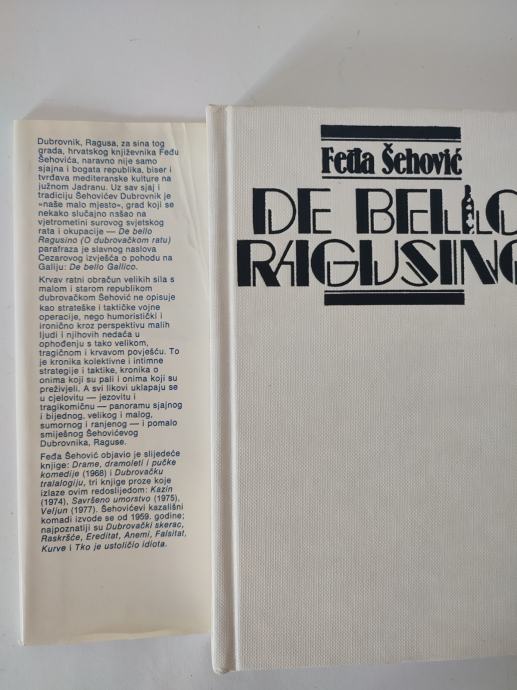 Dubrovnik, Ragusa, za sina tog
grada, hrvatskog književnika Feđu
Šehovića, naravno nije samo
sjajna i bogata republika, biser i
tvrđava mediteranske kulture na
južnom Jadranu. Uz sav sjaj i
tradiciju Šehovićev Dubrovnik je
»naše malo mjesto«, grad koji se
nekako slučajno našao na
vjetrometini surovog svjetskog
rata i okupacije — De bello
Ragusino (O dubrovačkom ratu)
parafraza je slavnog naslova
Cezarovog izvješća o pohodu na
Galiju: De bello Gallico.
Krvav ratni obračun velikih sila s
malom i starom republikom
dubrovačkom Šehović ne opisuje
kao strateške i taktičke vojne
operacije, nego humoristički i
ironično kroz perspektivu malih
ljudi i njihovih nedaća u
ophođenju s tako velikom,
tragičnom i krvavom poviješću. To
je kronika kolektivne i intimne
strategije i taktike, kronika o
onima koji su pali i onima koji su
preživjeli. A svi likovi uklapaju se
u cjelovitu — jezovitu i
tragikomičnu — panoramu sjajnog
i bijednog, velikog i malog,
sumornog i ranjenog — i pomalo
smiješnog Šehovićevog
Dubrovnika, Raguse.
Feđa Šehović objavio je slijedeće
knjige: Drame, dramoleti i pučke
komedije (1968) i Dubrovačku
tralalogiju, tri knjige proze koje
izlaze ovim redoslijedom: Kazin
(1974), Savršeno umorstvo (1975),
Veljun (1977). Šehovićevi kazališni
komadi izvode se od 1959. godine;
najpoznatiji su Dubrovački skerac,
Raskršće, Ereditat, Anemi, Falsitat,
Kurve i Tko je ustoličio idiota.
Feđa Šehović
DE BELLO
RAGUSINO